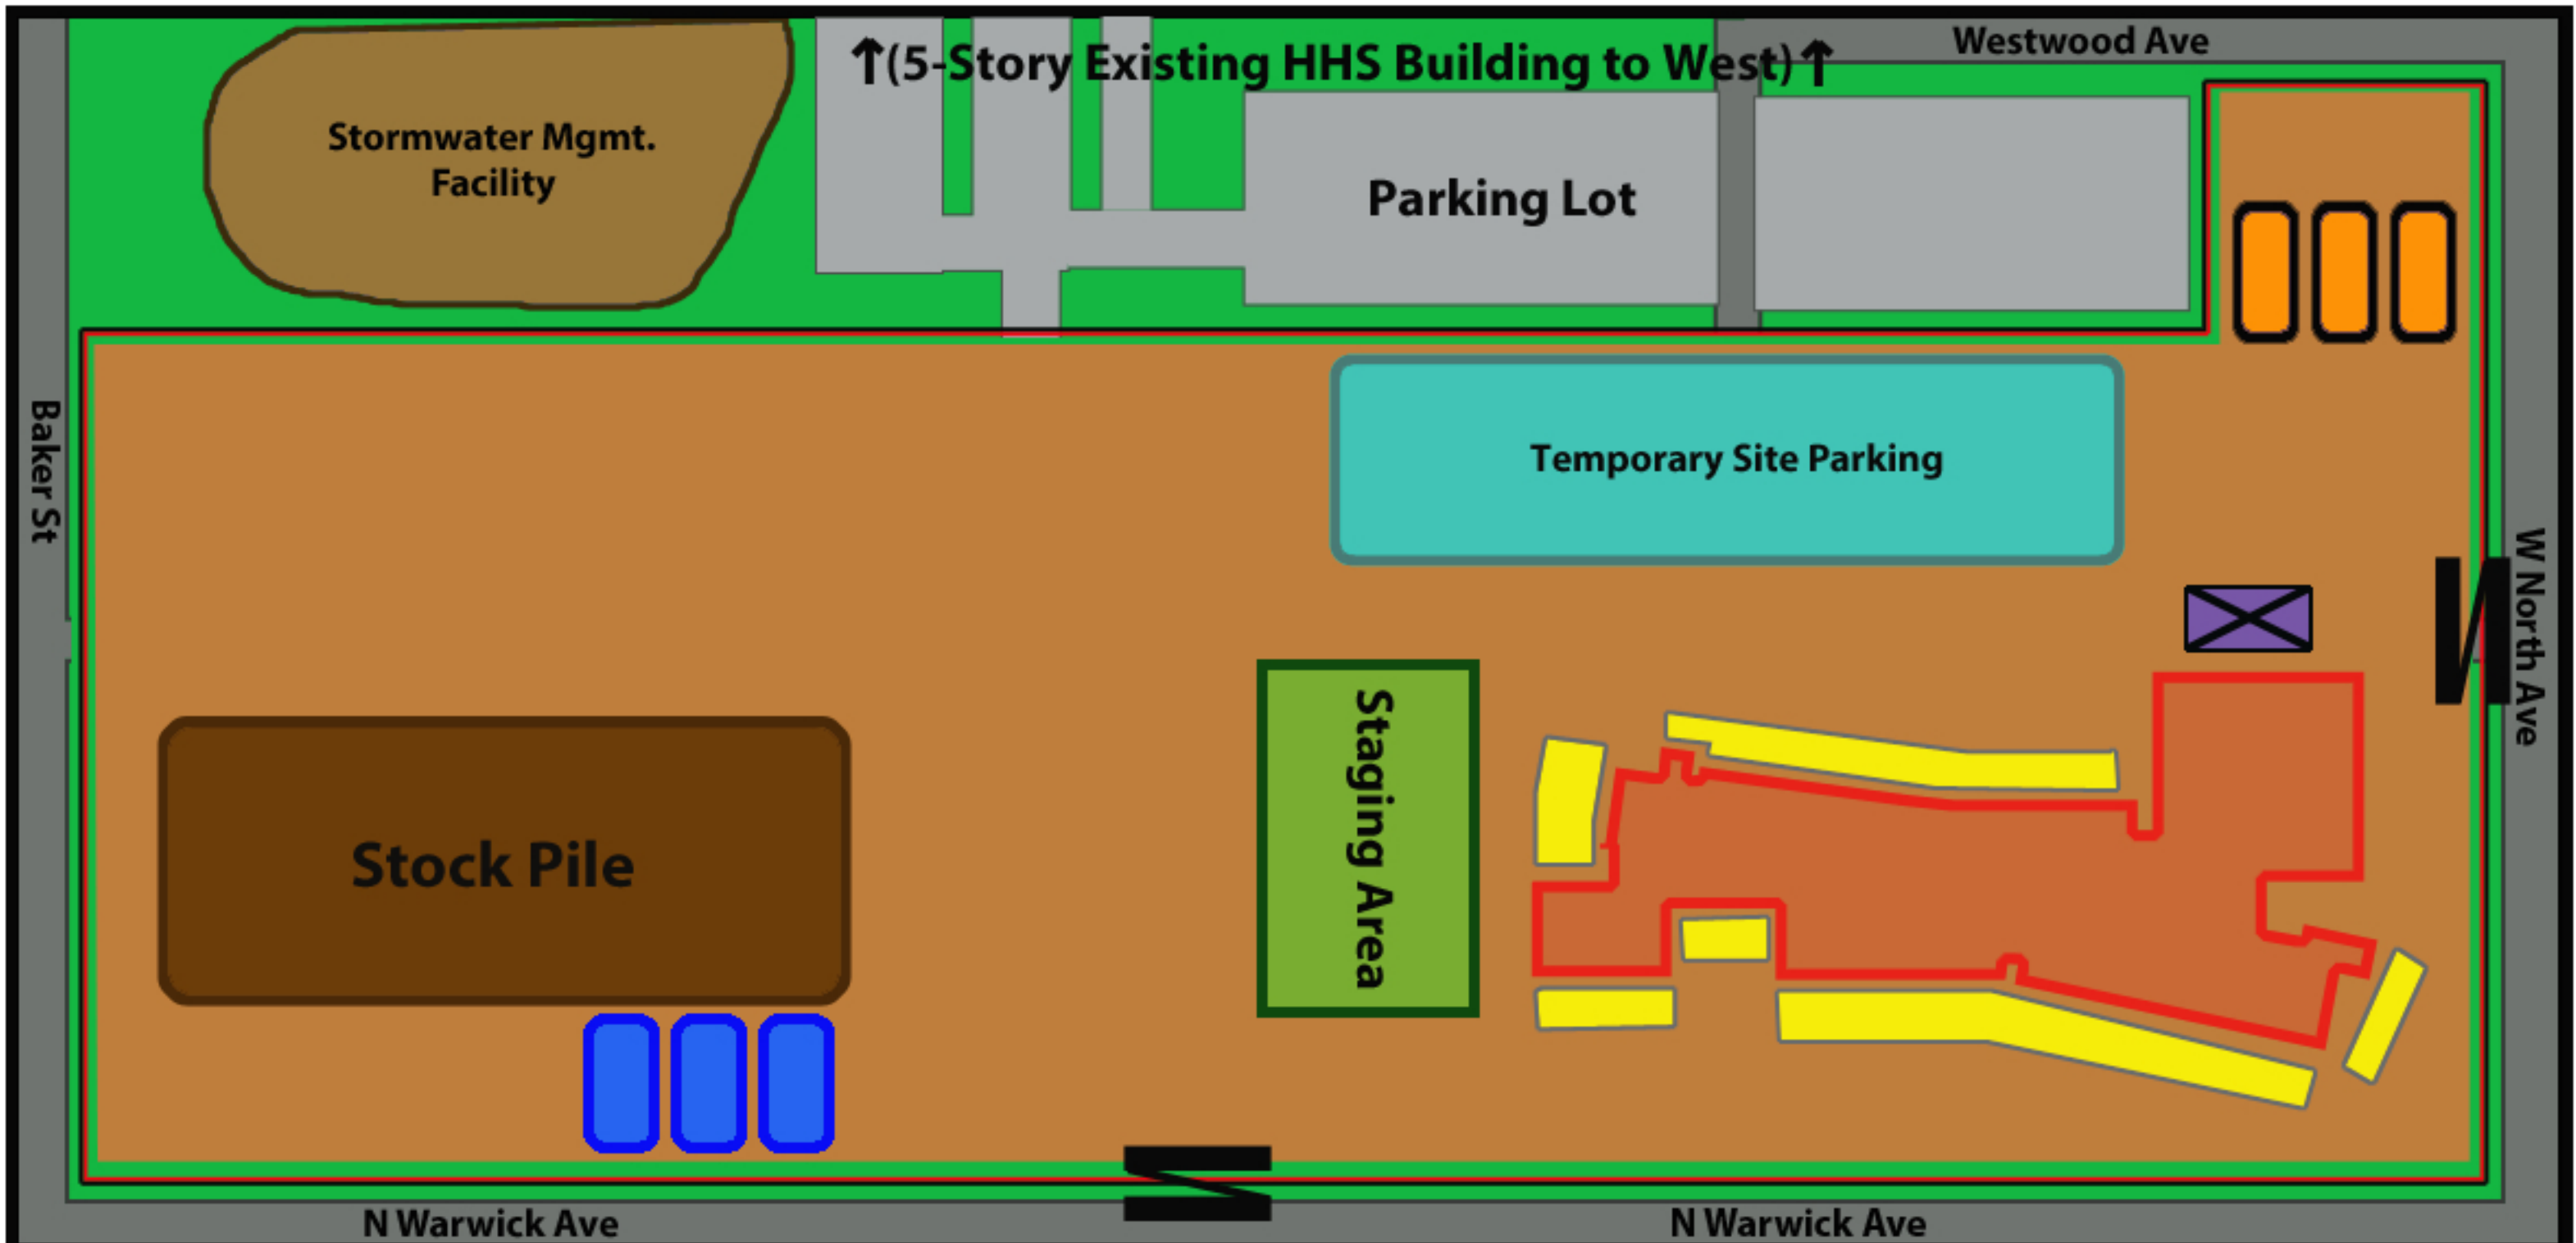 Westwood Ave
↑(5-Story Existing HHS Building to West)↑
Stormwater Mgmt.
Facility
Parking Lot
Baker St
Temporary Site Parking
W North Ave
Staging Area
Stock Pile
N Warwick Ave
N Warwick Ave